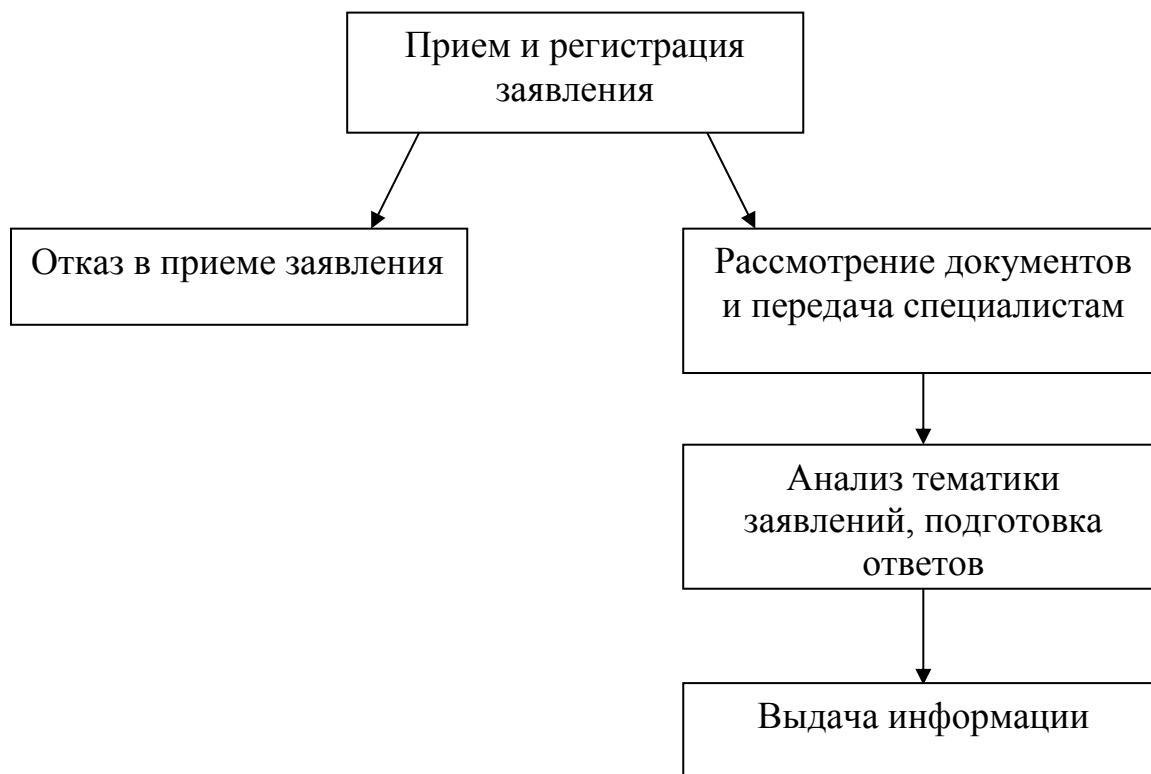 Прием и регистрация
заявления
Отказ в приеме заявления
Рассмотрение документов
и передача специалистам
Анализ тематики
заявлений, подготовка
ответов
Выдача информации